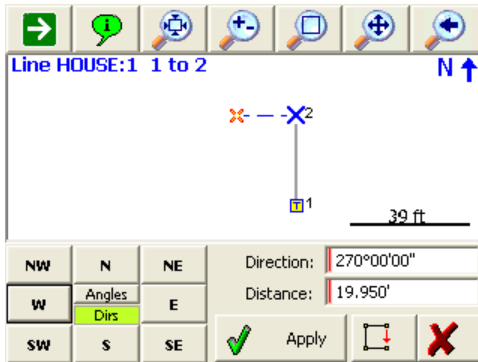 Line HOUSE:1 1 to 2
N
2
T
1
39 ft
NW N NE
W Angles Dirs E
SW S SE
Direction: 270°00'00"
Distance: 19.950'
Apply